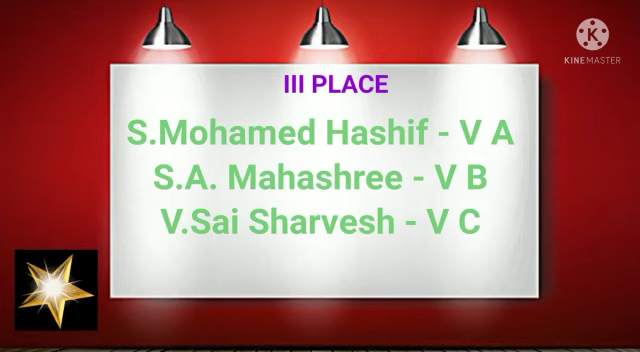 K
KINEMASTER
III PLACE
S.Mohamed Hashif - V A
S.A. Mahashree - V B
V.Sai Sharvesh - V C